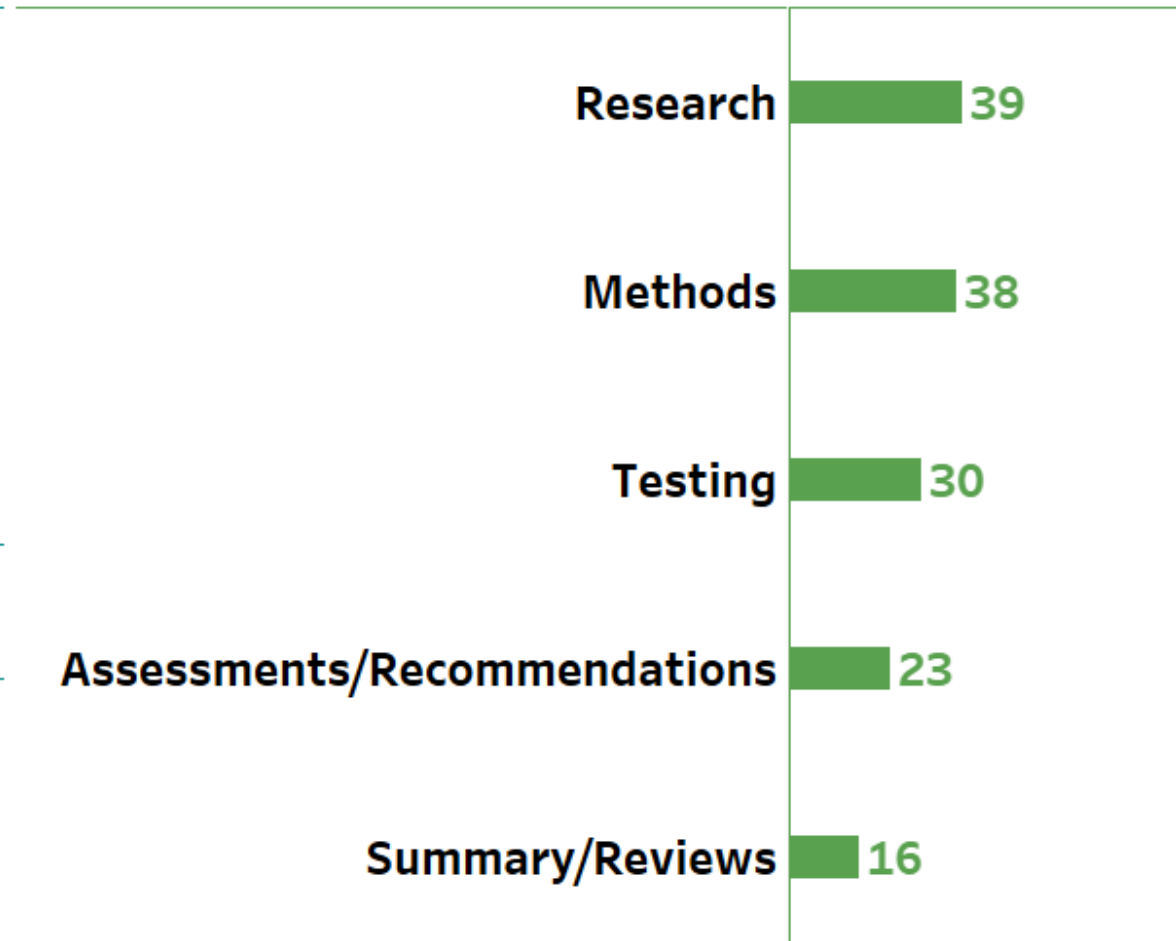 Research 39
Methods 38
Testing 30
Assessments/Recommendations 23
Summary/Reviews 16